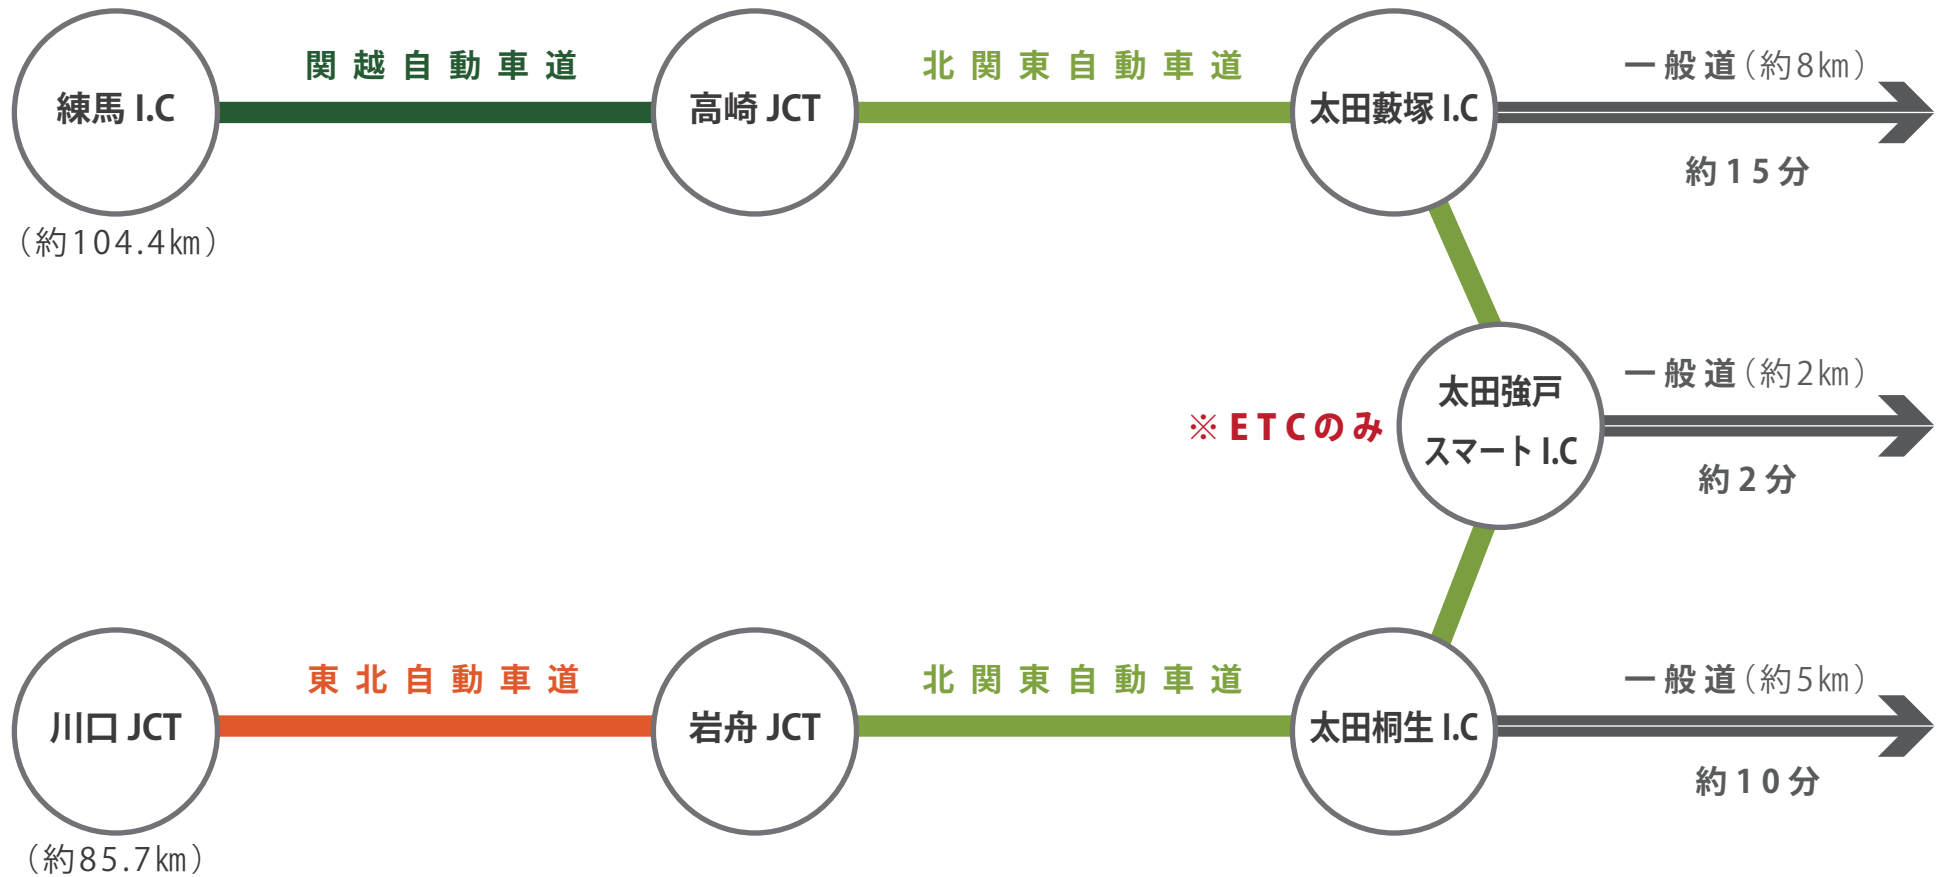 関越自動車道
北関東自動車道
一般道（約8㎞）
練馬 I.C
高崎 JCT
太田藪塚 I.C
約15分
（約104.4㎞）
一般道（約2㎞）
太田強戸
スマート I.C
※ETCのみ
約2分
東北自動車道
北関東自動車道
一般道（約5㎞）
川口 JCT
岩舟 JCT
太田桐生 I.C
約10分
（約85.7㎞）